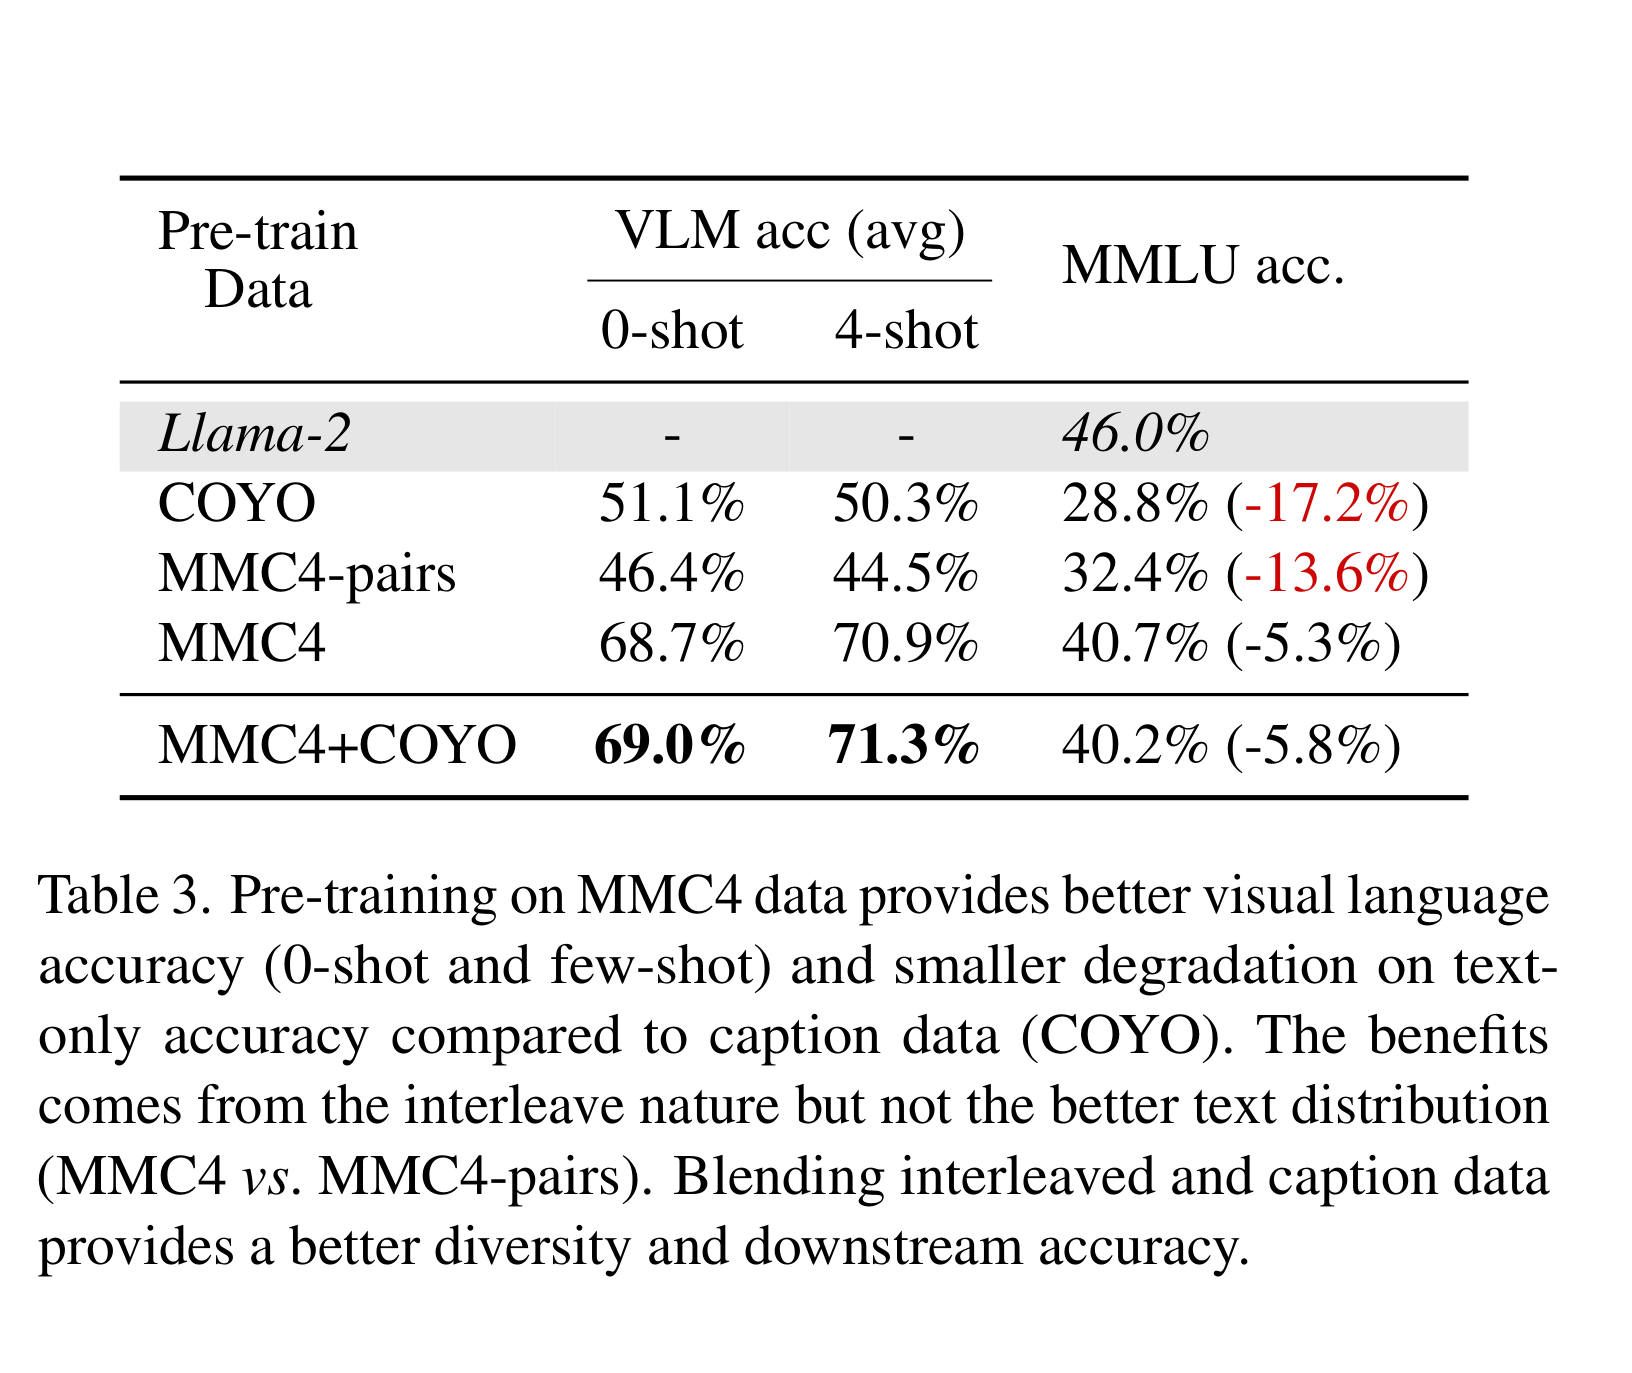 Pre-train Data VLM acc (avg) MMLU acc.
0-shot 4-shot
Llama-2 - - 46.0%
COYO 51.1% 50.3% 28.8% (-17.2%)
MMC4-pairs 46.4% 44.5% 32.4% (-13.6%)
MMC4 68.7% 70.9% 40.7% (-5.3%)
MMC4+COYO 69.0% 71.3% 40.2% (-5.8%)
Table 3. Pre-training on MMC4 data provides better visual language
accuracy (0-shot and few-shot) and smaller degradation on text-
only accuracy compared to caption data (COYO). The benefits
comes from the interleave nature but not the better text distribution
(MMC4 vs. MMC4-pairs). Blending interleaved and caption data
provides a better diversity and downstream accuracy.